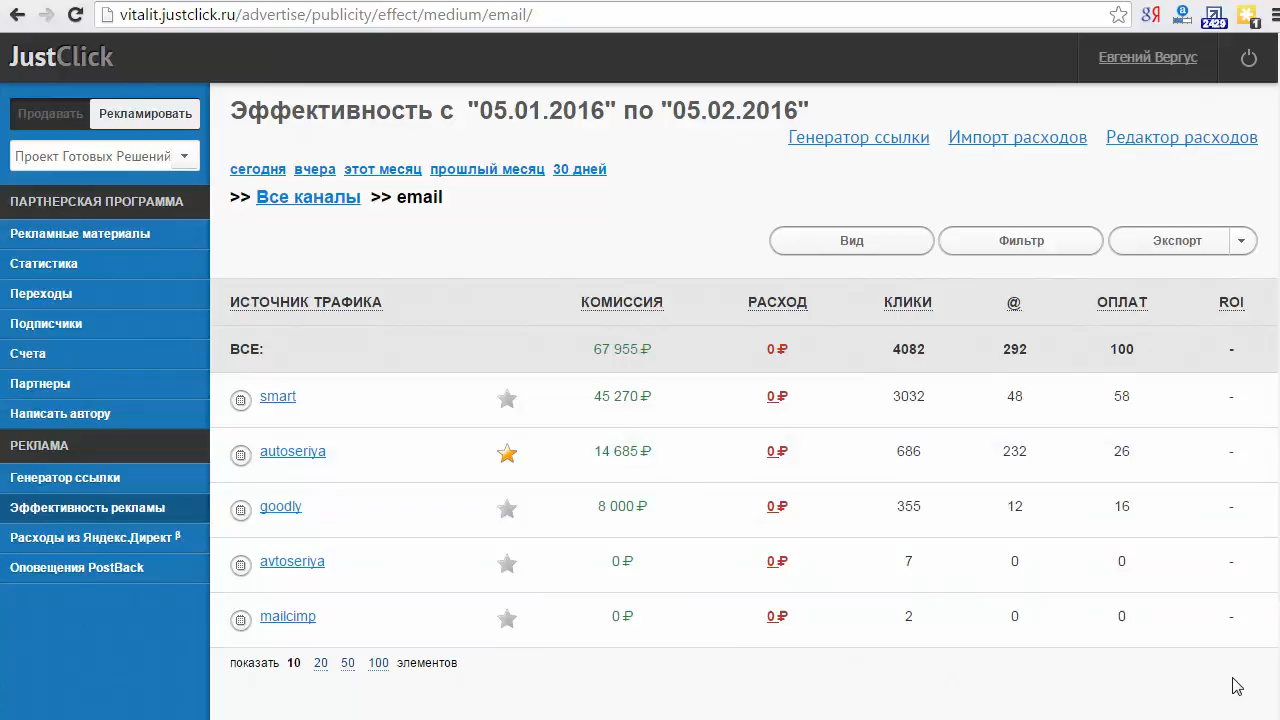 vitalit.justclick.ru/advertise/publicity/effect/medium/email/
2429
1
JustClick
Евгений Вергус
Продавать Рекламировать
Проект Готовых Решений
ПАРТНЕРСКАЯ ПРОГРАММА
Рекламные материалы
Статистика
Переходы
Подписчики
Счета
Партнеры
Написать автору
РЕКЛАМА
Генератор ссылки
Эффективность рекламы
Расходы из Яндекс.Директ β
Оповещения PostBack
Эффективность с "05.01.2016" по "05.02.2016"
Генератор ссылки Импорт расходов Редактор расходов
сегодня вчера этот месяц прошлый месяц 30 дней
>> Все каналы >> email
Вид Фильтр Экспорт
ИСТОЧНИК ТРАФИКА КОМИССИЯ РАСХОД КЛИКИ @ ОПЛАТ ROI
ВСЕ: 67 955 ₽ 0 ₽ 4082 292 100 -
smart 45 270 ₽ 0 ₽ 3032 48 58 -
autoseriya 14 685 ₽ 0 ₽ 686 232 26 -
goodly 8 000 ₽ 0 ₽ 355 12 16 -
avtoseriya 0 ₽ 0 ₽ 7 0 0 -
mailcimp 0 ₽ 0 ₽ 2 0 0 -
показать 10 20 50 100 элементов